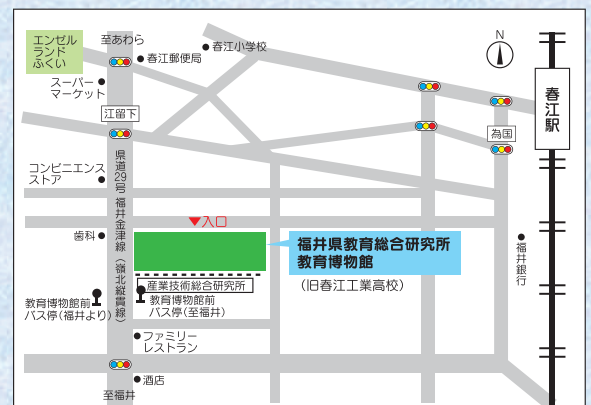 エンゼル
ランド
ふくい
至あわら
春江郵便局
春江小学校
N
スーパー
マーケット
江留下
春江駅
為国
コンビニエンス
ストア
県道29号 福井金津線（嶺北縦貫線）
▼入口
歯科
福井県教育総合研究所
教育博物館
（旧春江工業高校）
福井銀行
産業技術総合研究所
教育博物館前
バス停（福井より）
教育博物館前
バス停（至福井）
ファミリー
レストラン
酒店
至福井